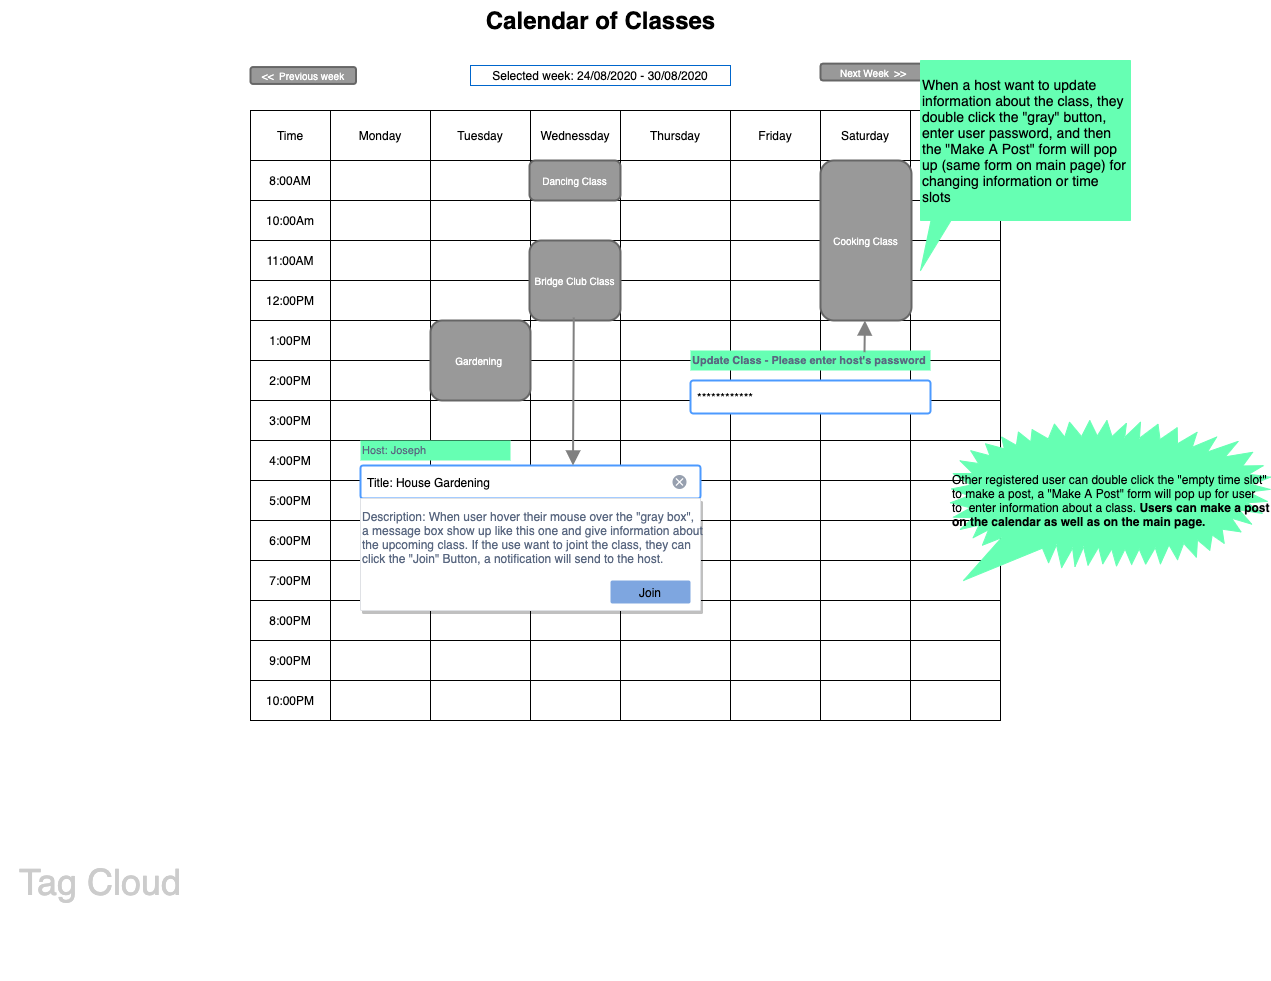 Calendar of Classes
<< Previous week
Selected week: 24/08/2020 - 30/08/2020
Next Week >>
When a host want to update
information about the class, they
double click the "gray" button,
enter user password, and then
the "Make A Post" form will pop
up (same form on main page) for
changing information or time
slots
Time Monday Tuesday Wednessday Thursday Friday Saturday
8:00AM
Dancing Class
10:00Am
Cooking Class
11:00AM
Bridge Club Class
12:00PM
1:00PM
Gardening
Update Class - Please enter host's password
2:00PM
************
3:00PM
Host: Joseph
4:00PM
Title: House Gardening
5:00PM
Description: When user hover their mouse over the "gray box",
a message box show up like this one and give information about
the upcoming class. If the use want to joint the class, they can
click the "Join" Button, a notification will send to the host.
Join
Other registered user can double click the "empty time slot"
to make a post, a "Make A Post" form will pop up for user
to enter information about a class. Users can make a post
on the calendar as well as on the main page.
6:00PM
7:00PM
8:00PM
9:00PM
10:00PM
Tag Cloud